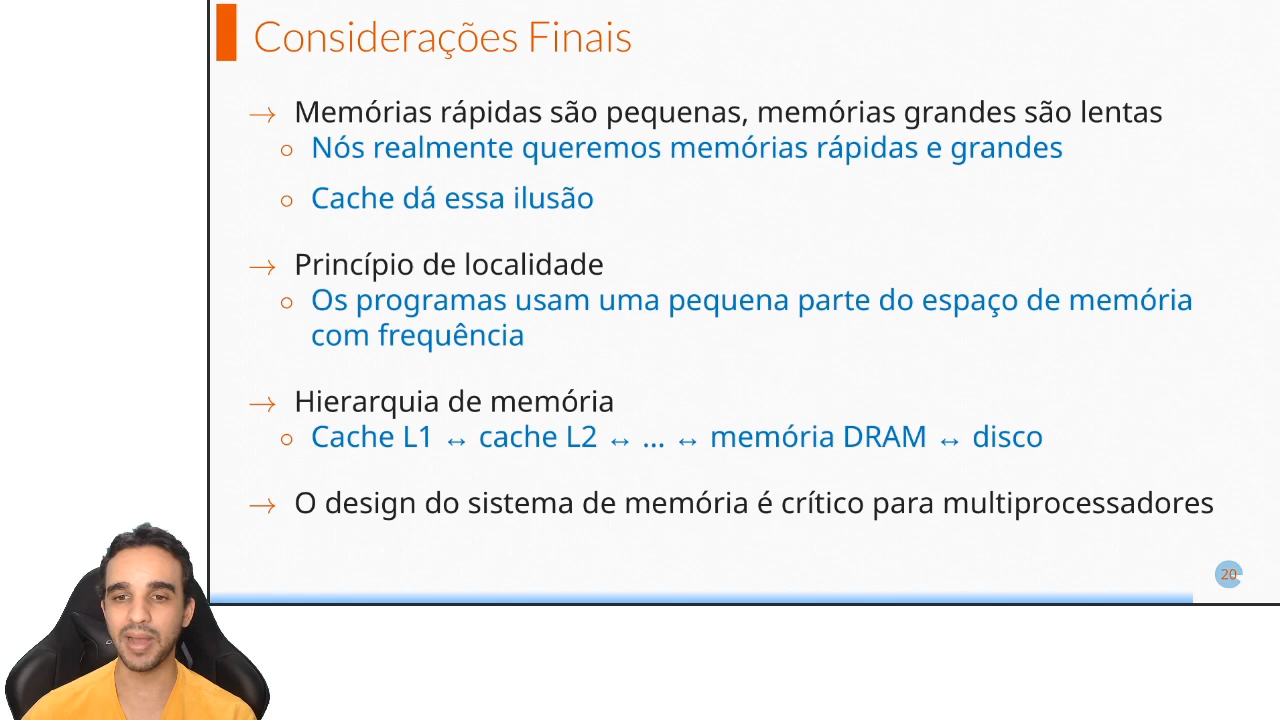 Considerações Finais
→ Memórias rápidas são pequenas, memórias grandes são lentas
○ Nós realmente queremos memórias rápidas e grandes
○ Cache dá essa ilusão
→ Princípio de localidade
○ Os programas usam uma pequena parte do espaço de memória
com frequência
→ Hierarquia de memória
○ Cache L1 ↔ cache L2 ↔ ... ↔ memória DRAM ↔ disco
→ O design do sistema de memória é crítico para multiprocessadores
20